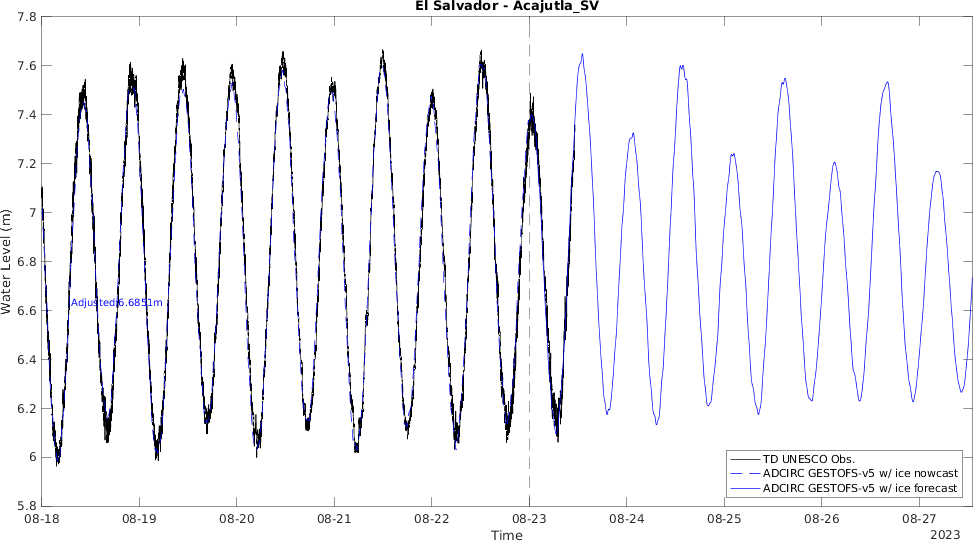 El Salvador - Acajutla_SV
7.8
7.6
7.4
7.2
7
6.8
6.6
6.4
6.2
6
5.8
Water Level (m)
Adjusted:6.6851m
TD UNESCO Obs.
ADCIRC GESTOFS-v5 w/ ice nowcast
ADCIRC GESTOFS-v5 w/ ice forecast
08-18 08-19 08-20 08-21 08-22 08-23 08-24 08-25 08-26 08-27
Time
2023